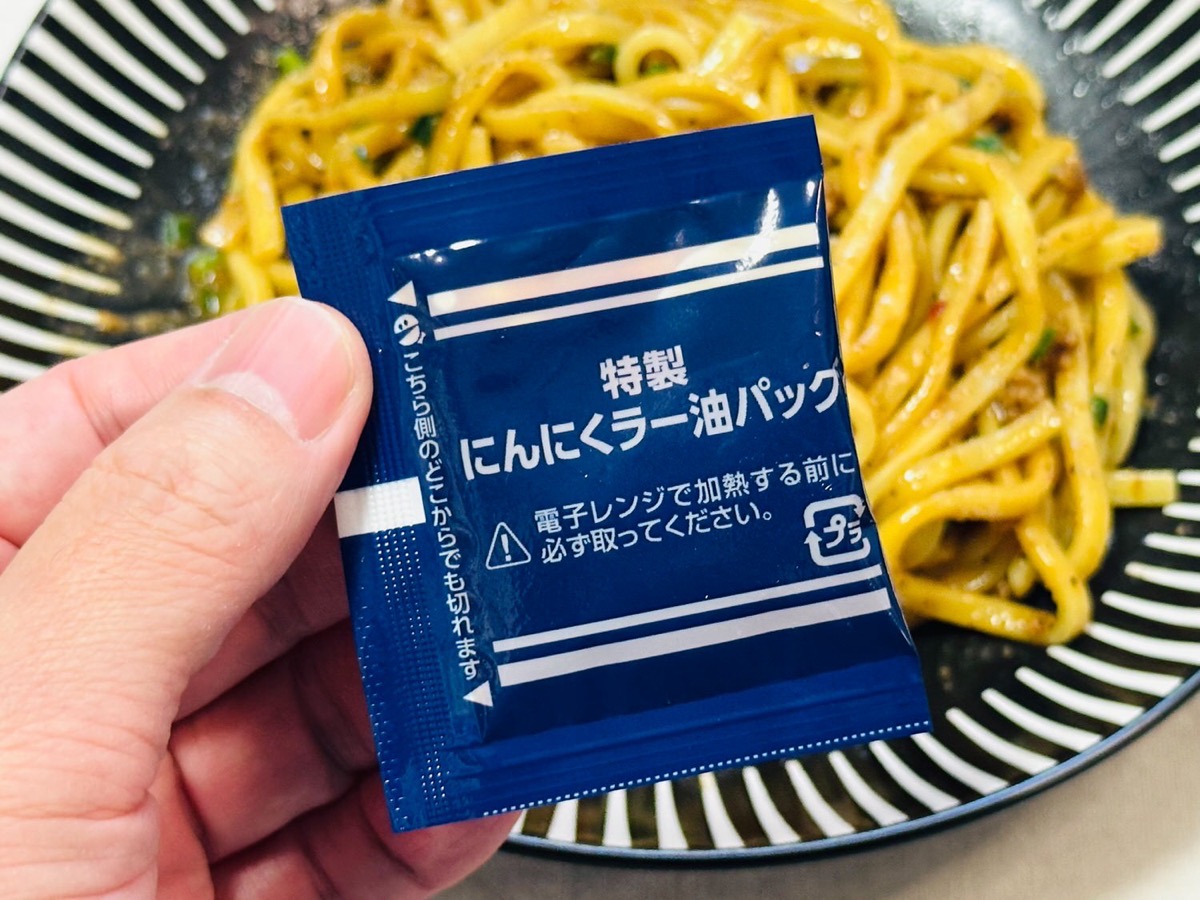 特製
にんにくラー油パック
電子レンジで加熱する前に
必ず取ってください。
プラ
こちら側のどこからでも切れます